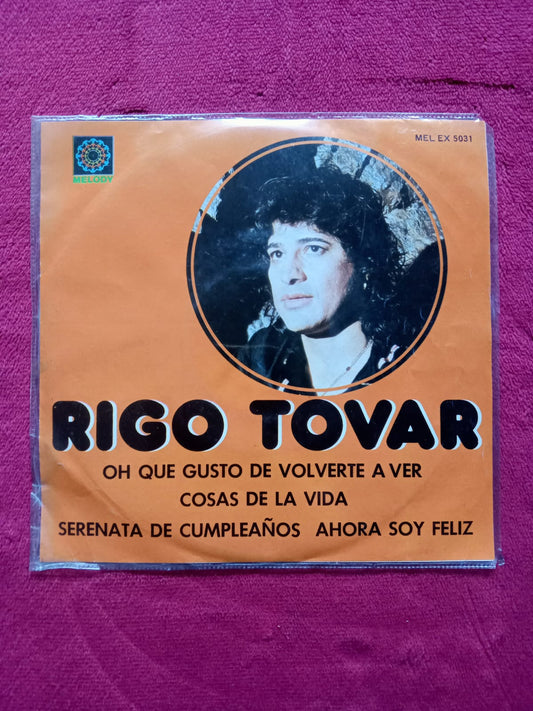 MELODY
MEL EX 5031
RIGO TOVAR
OH QUE GUSTO DE VOLVERTE A VER
COSAS DE LA VIDA
SERENATA DE CUMPLEAÑOS AHORA SOY FELIZ